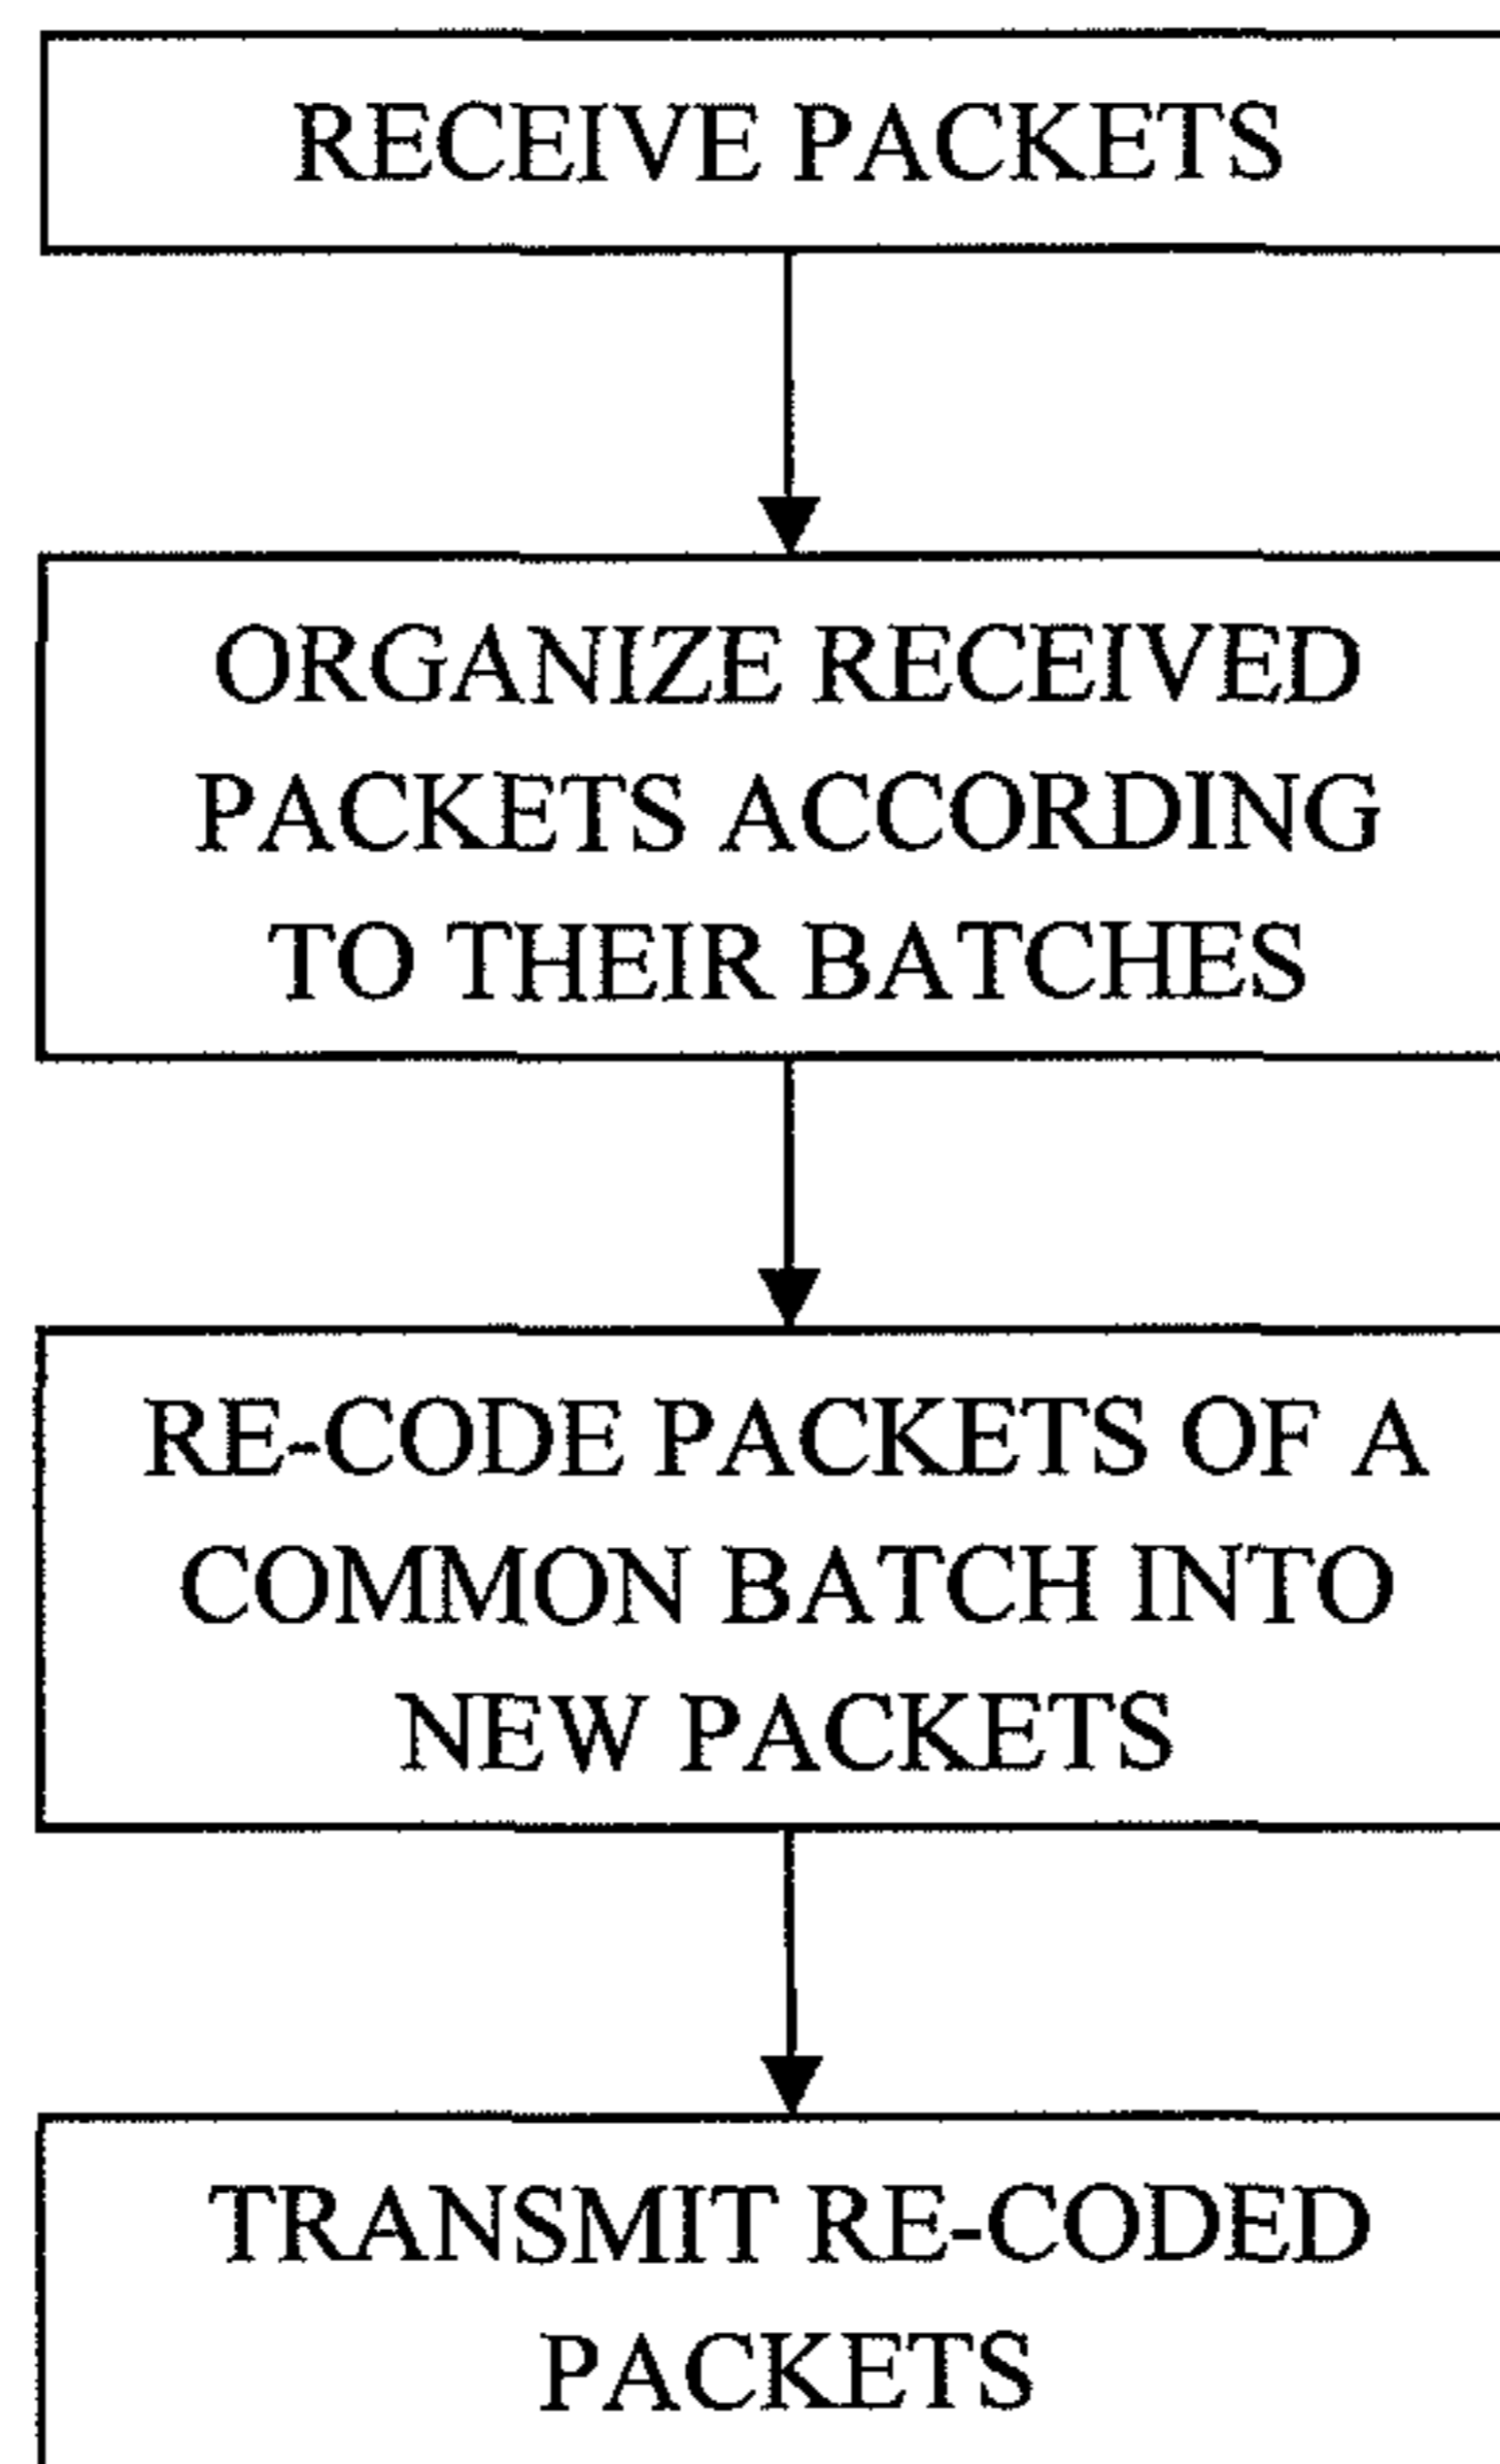 RECEIVE PACKETS
ORGANIZE RECEIVED
PACKETS ACCORDING
TO THEIR BATCHES
RE-CODE PACKETS OF A
COMMON BATCH INTO
NEW PACKETS
TRANSMIT RE-CODED
PACKETS